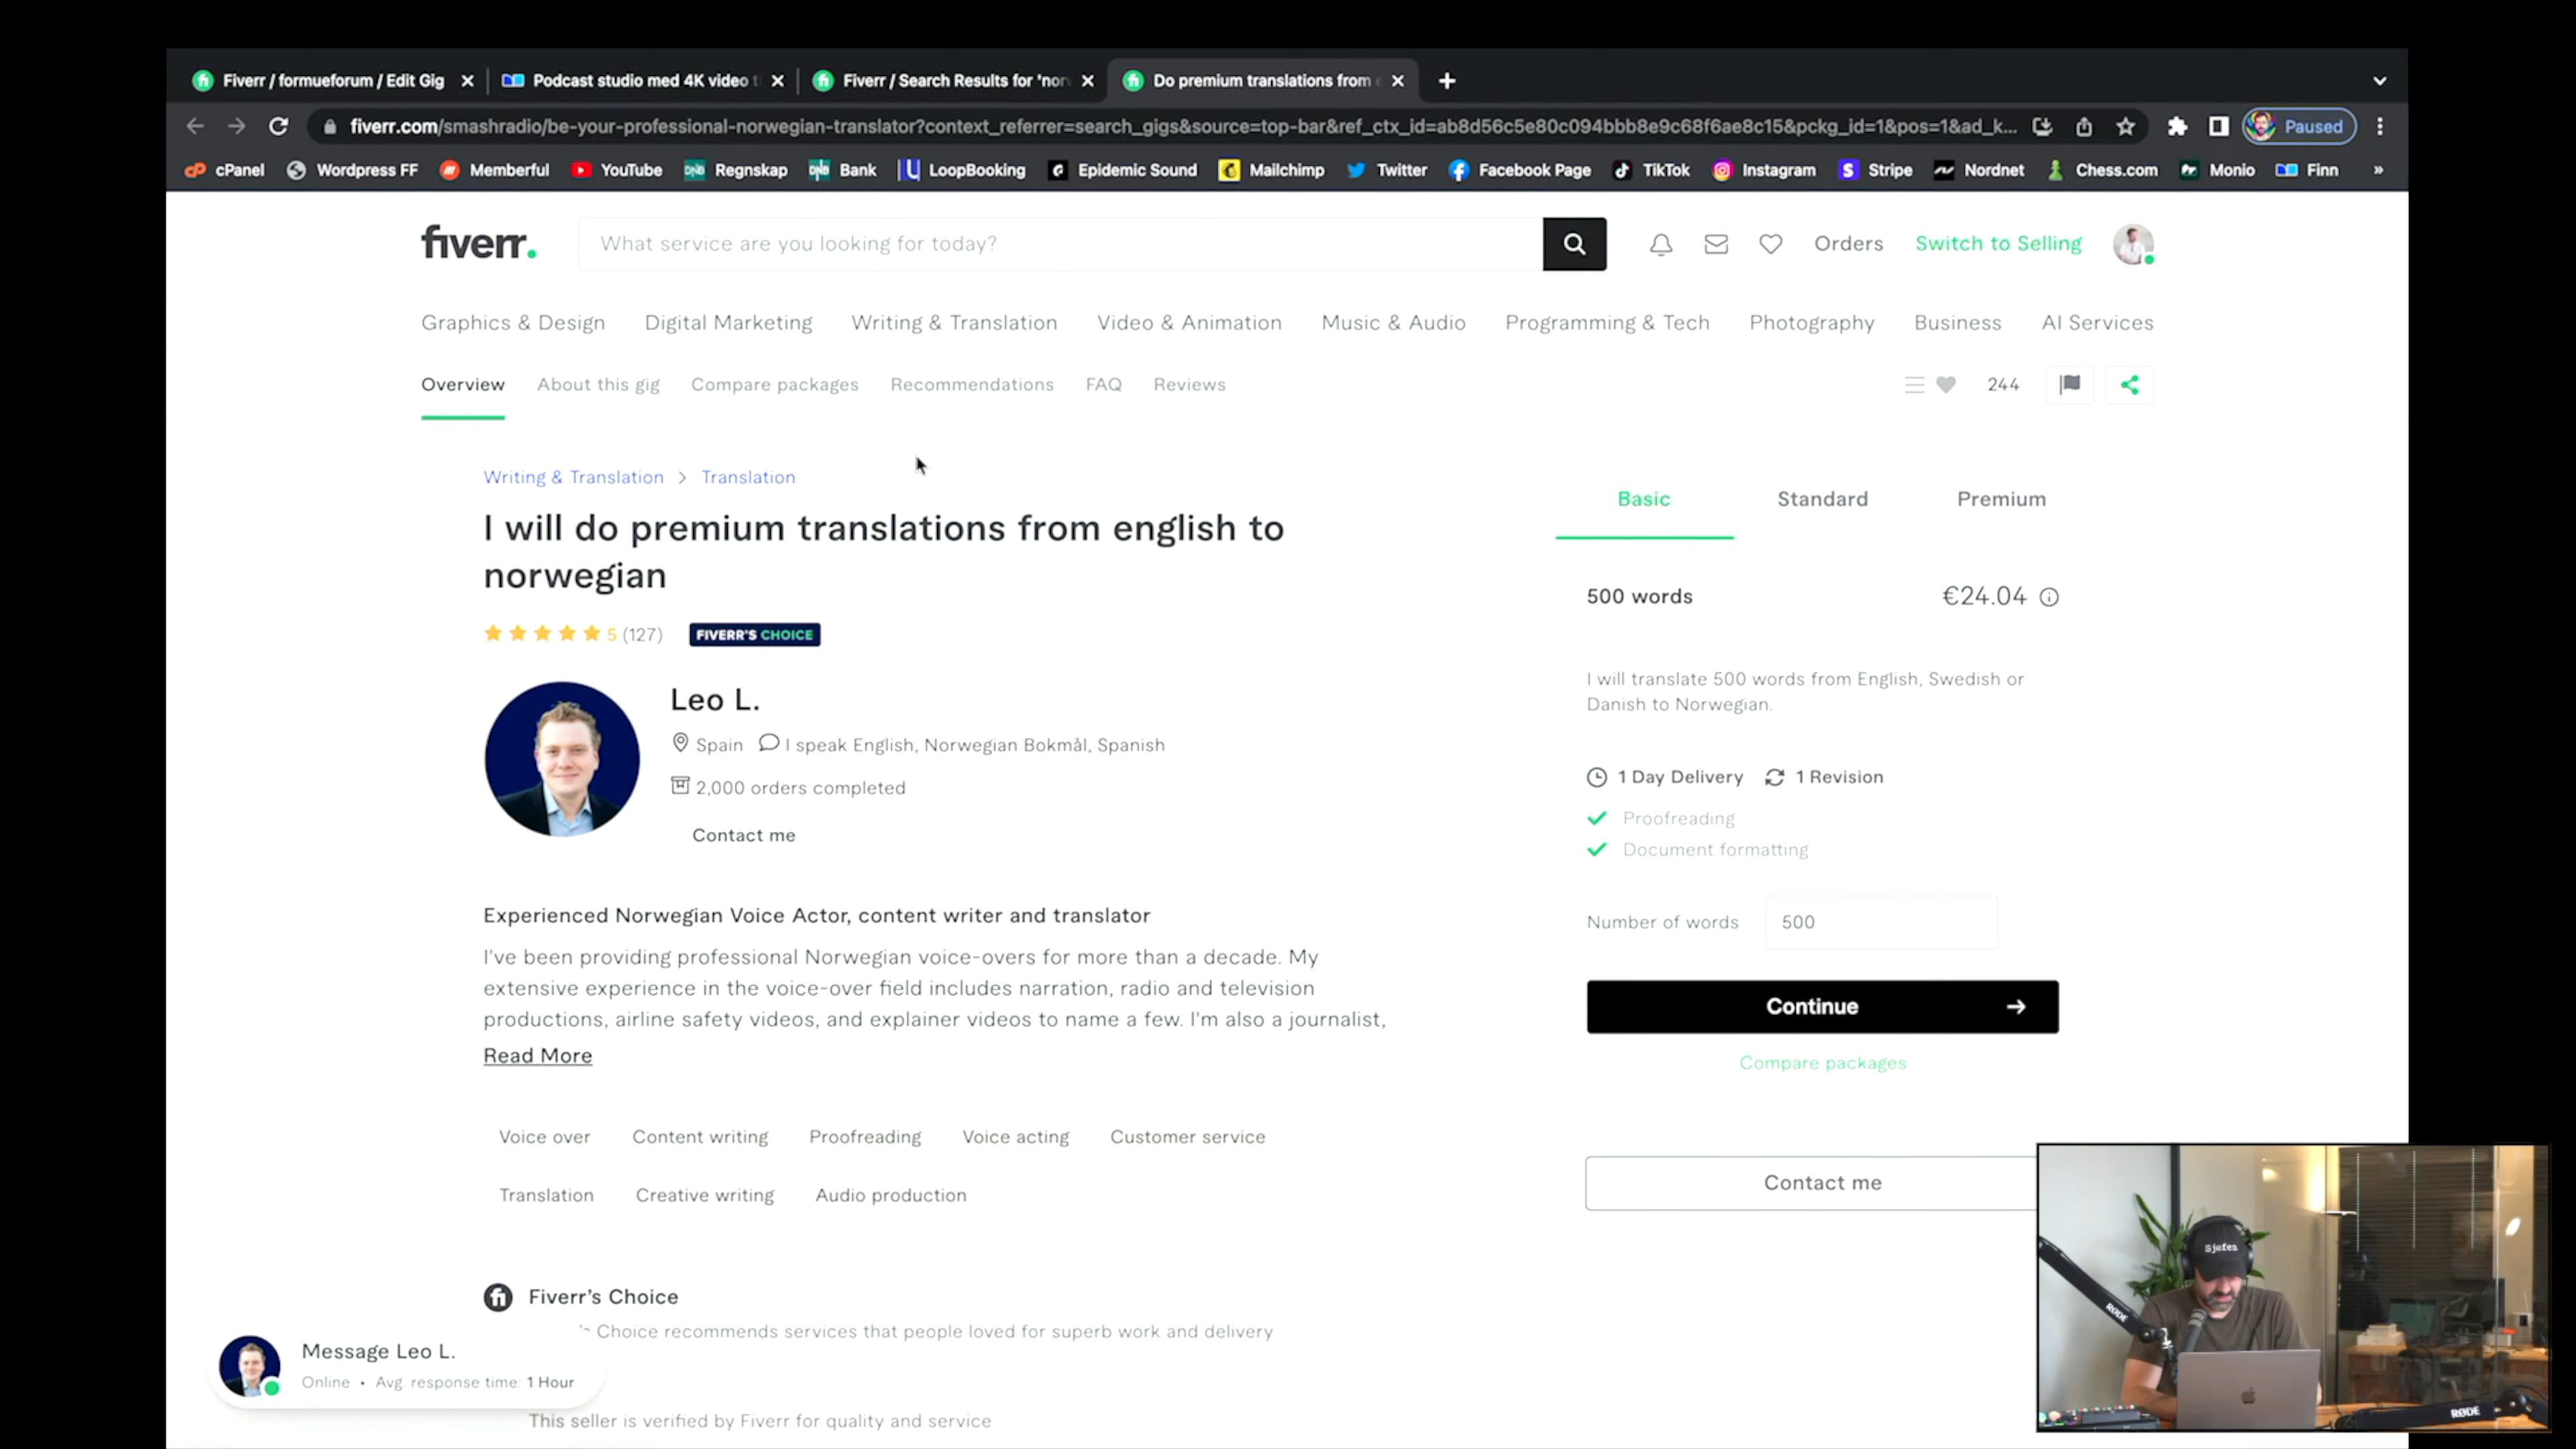 Fiverr / formueforum / Edit Gig
Podcast studio med 4K video
Fiverr / Search Results for 'nor
Do premium translations from
fiverr.com/smashradio/be-your-professional-norwegian-translator?context_referrer=search_gigs&source=top-bar&ref_ctx_id=ab8d56c5e80c094bbb8e9c68f6ae8c15&pckg_id=1&pos=1&ad_k...
Paused
cPanel
Wordpress FF
Memberful
YouTube
Regnskap
Bank
LoopBooking
Epidemic Sound
Mailchimp
Twitter
Facebook Page
TikTok
Instagram
Stripe
Nordnet
Chess.com
Monio
Finn
»
fiverr.
What service are you looking for today?
Orders
Switch to Selling
Graphics & Design
Digital Marketing
Writing & Translation
Video & Animation
Music & Audio
Programming & Tech
Photography
Business
AI Services
Overview
About this gig
Compare packages
Recommendations
FAQ
Reviews
244
Writing & Translation > Translation
I will do premium translations from english to
norwegian
5 (127)
FIVERR'S CHOICE
Leo L.
Spain
I speak English, Norwegian Bokmål, Spanish
2,000 orders completed
Contact me
Experienced Norwegian Voice Actor, content writer and translator
I've been providing professional Norwegian voice-overs for more than a decade. My
extensive experience in the voice-over field includes narration, radio and television
productions, airline safety videos, and explainer videos to name a few. I'm also a journalist,
Read More
Voice over
Content writing
Proofreading
Voice acting
Customer service
Translation
Creative writing
Audio production
Fiverr's Choice
Choice recommends services that people loved for superb work and delivery
Message Leo L.
Online • Avg. response time: 1 Hour
This seller is verified by Fiverr for quality and service
Basic
Standard
Premium
500 words
€24.04
I will translate 500 words from English, Swedish or
Danish to Norwegian.
1 Day Delivery
1 Revision
Proofreading
Document formatting
Number of words
500
Continue
Compare packages
Contact me
Sjefen
RØDE
RØDE